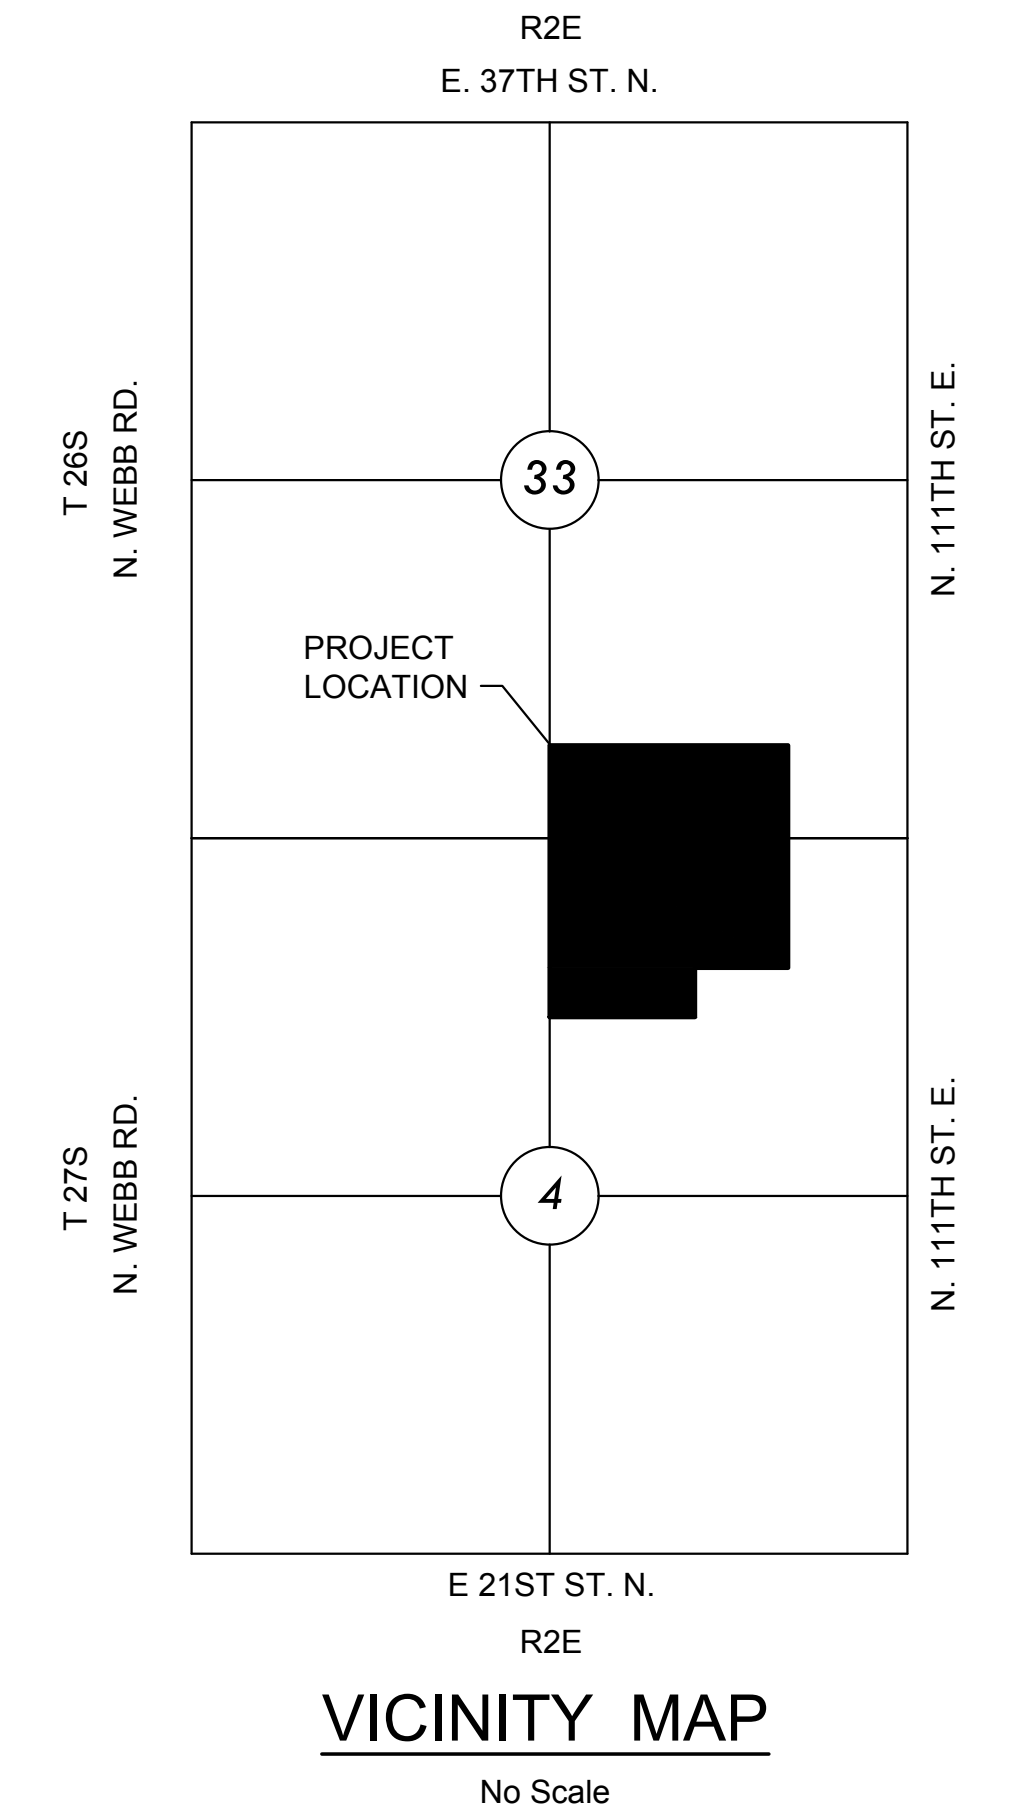 R2E
E. 37TH ST. N.
T 26S
N. WEBB RD.
33
N. 111TH ST. E.
PROJECT
LOCATION
T 27S
N. WEBB RD.
4
N. 111TH ST. E.
E 21ST ST. N.
R2E
VICINITY MAP
No Scale